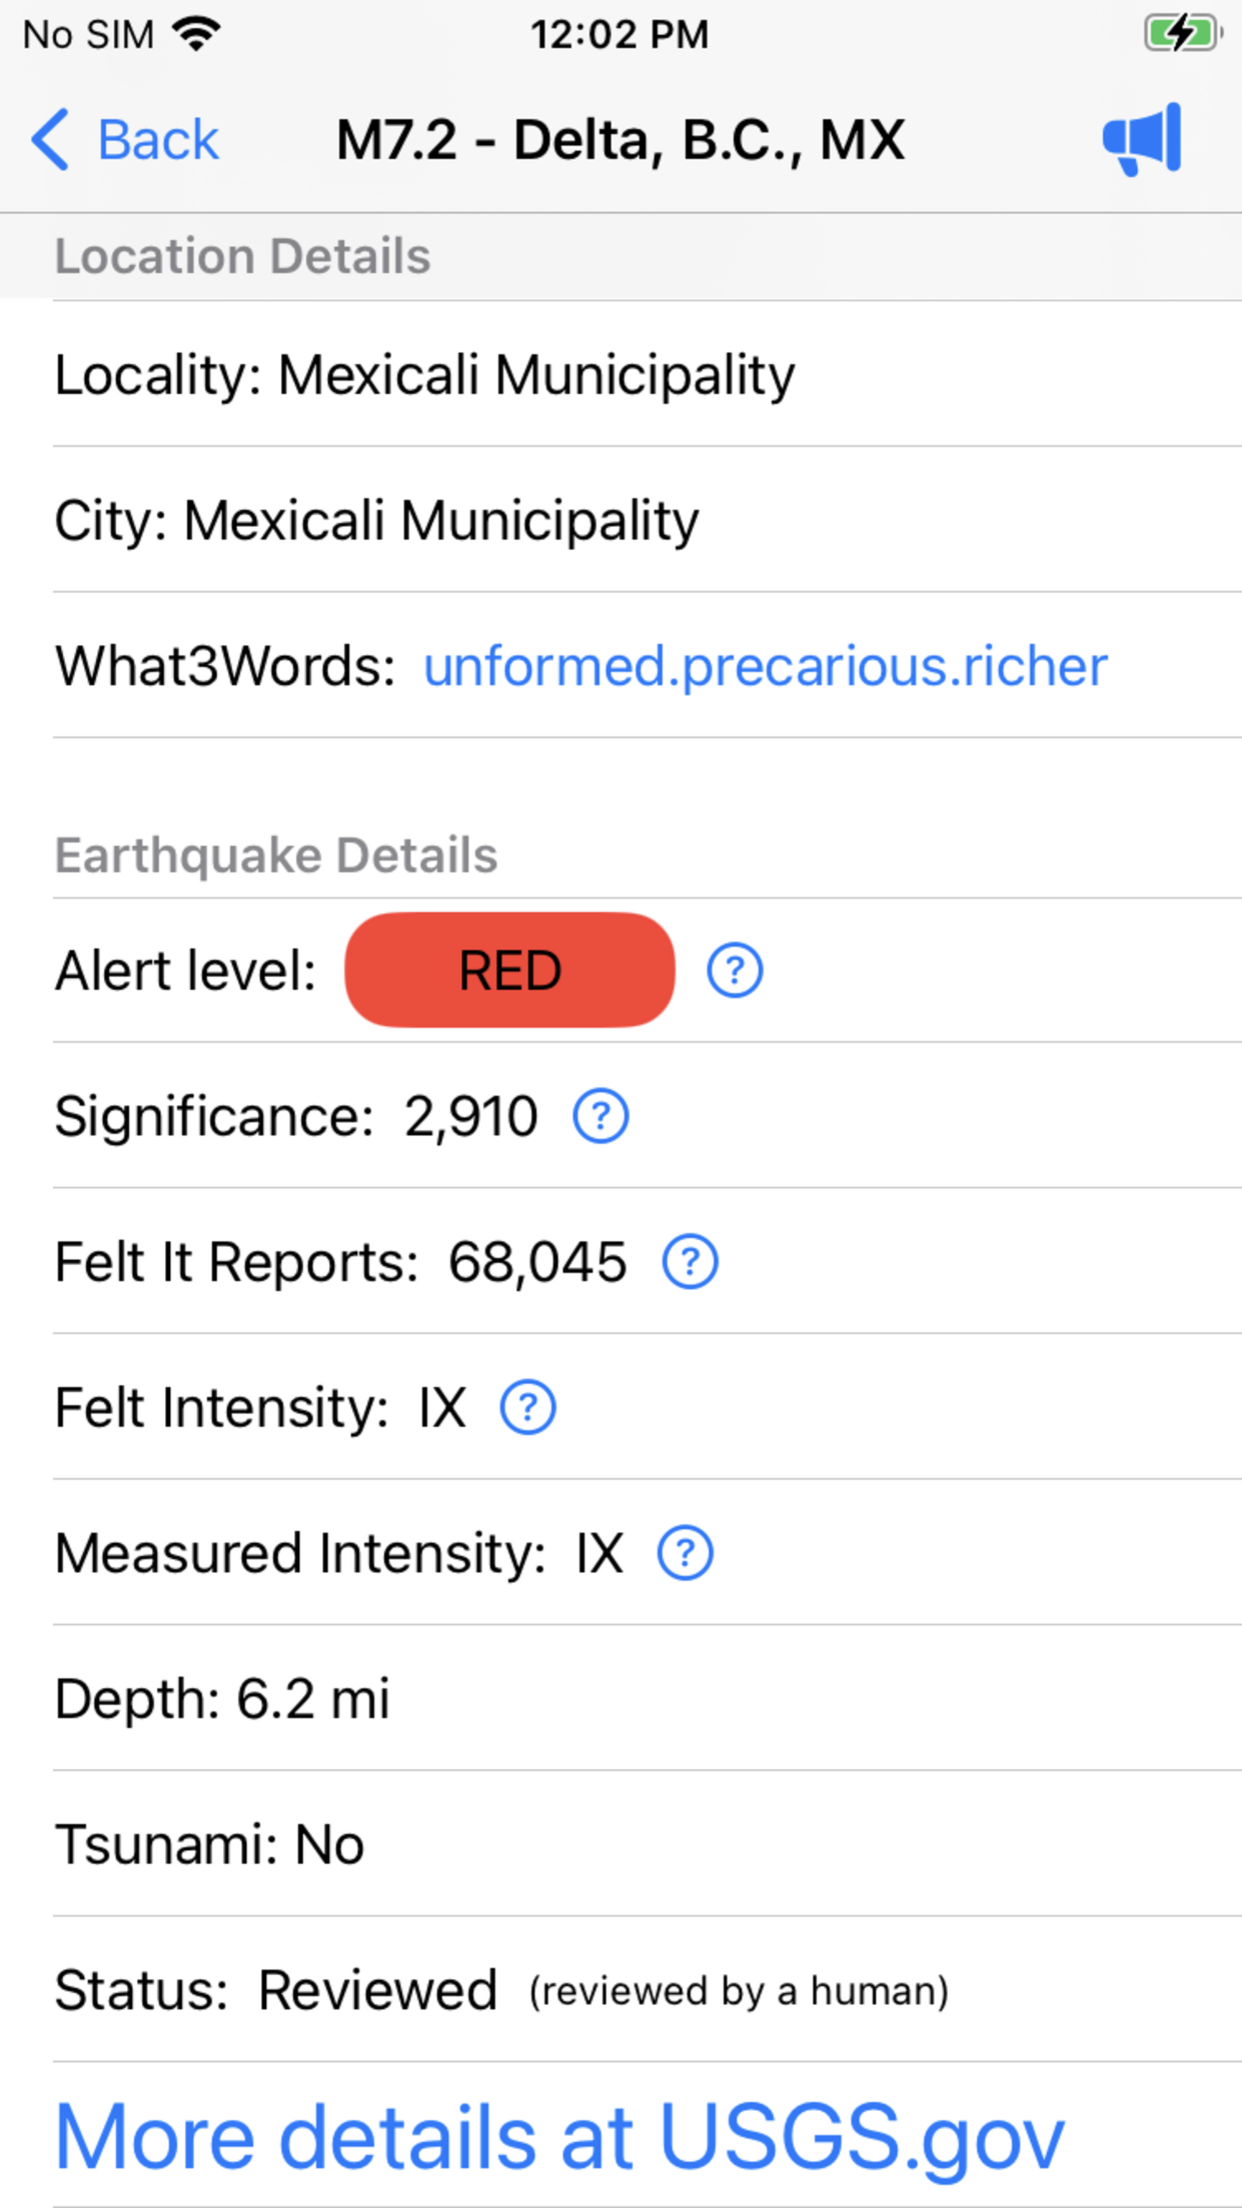 No SIM 12:02 PM
Back M7.2 - Delta, B.C., MX
Location Details
Locality: Mexicali Municipality
City: Mexicali Municipality
What3Words: unformed.precarious.richer
Earthquake Details
Alert level: RED ?
Significance: 2,910 ?
Felt It Reports: 68,045 ?
Felt Intensity: IX ?
Measured Intensity: IX ?
Depth: 6.2 mi
Tsunami: No
Status: Reviewed (reviewed by a human)
More details at USGS.gov